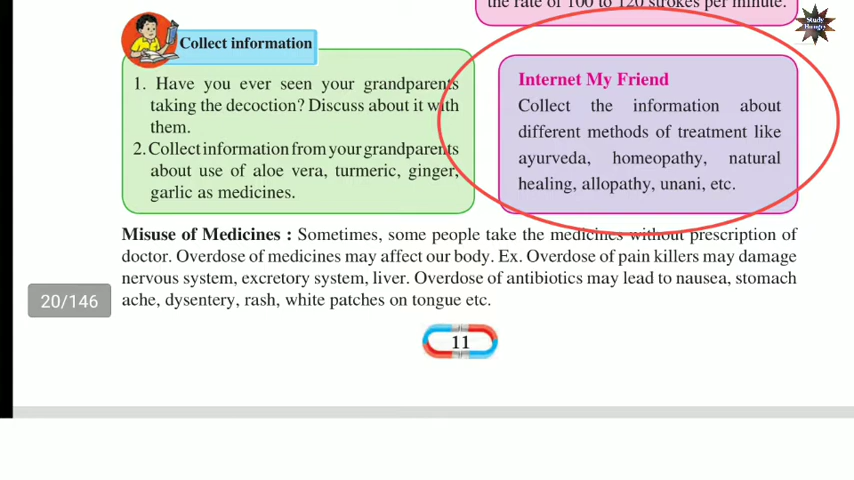 the rate of 100 to 120 strokes per minute.
Study
Hungry
Collect information
1. Have you ever seen your grandparents
taking the decoction? Discuss about it with
them.
2. Collect information from your grandparents
about use of aloe vera, turmeric, ginger,
garlic as medicines.
Internet My Friend
Collect the information about
different methods of treatment like
ayurveda, homeopathy, natural
healing, allopathy, unani, etc.
Misuse of Medicines : Sometimes, some people take the medicines without prescription of
doctor. Overdose of medicines may affect our body. Ex. Overdose of pain killers may damage
nervous system, excretory system, liver. Overdose of antibiotics may lead to nausea, stomach
ache, dysentery, rash, white patches on tongue etc.
20/146
11